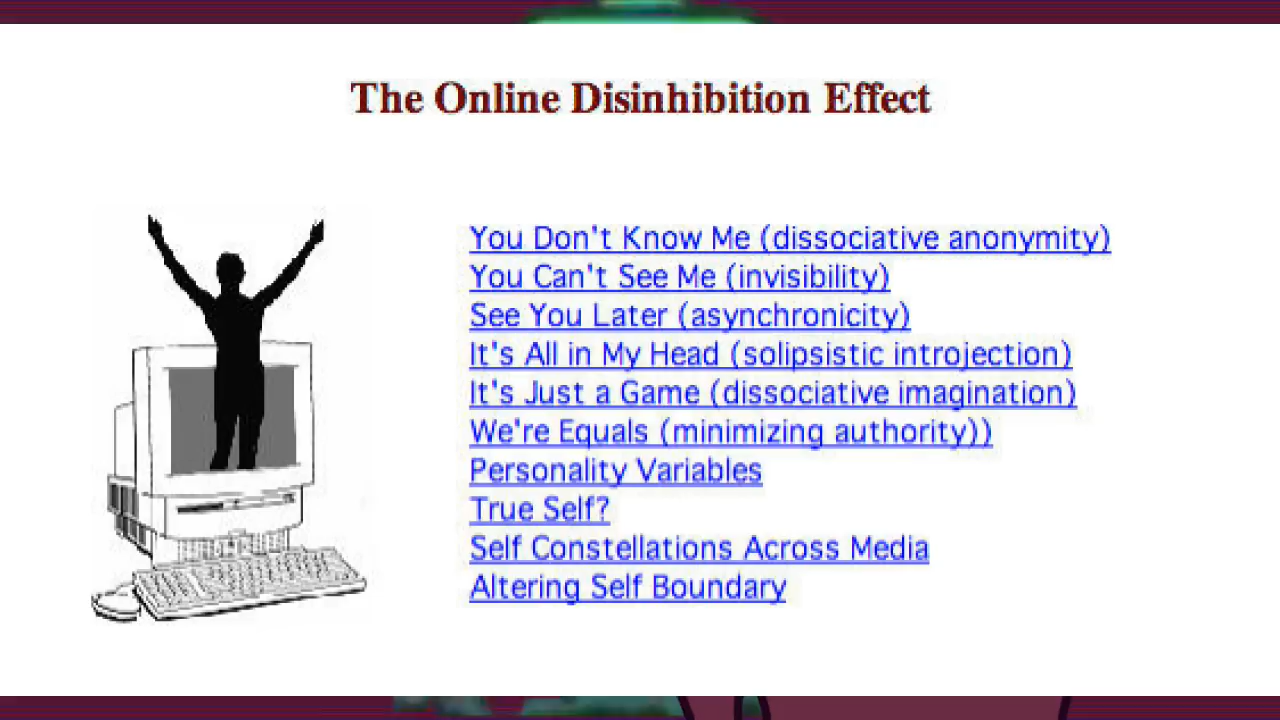 The Online Disinhibition Effect
You Don't Know Me (dissociative anonymity)
You Can't See Me (invisibility)
See You Later (asynchronicity)
It's All in My Head (solipsistic introjection)
It's Just a Game (dissociative imagination)
We're Equals (minimizing authority))
Personality Variables
True Self?
Self Constellations Across Media
Altering Self Boundary